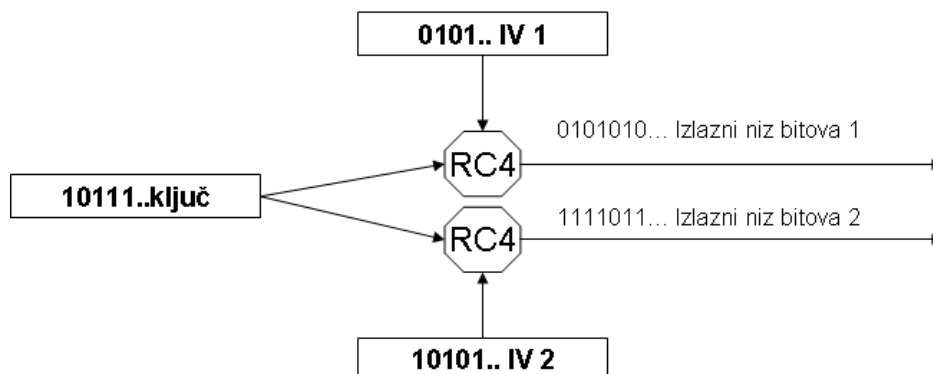 0101.. IV 1
0101010... Izlazni niz bitova 1
RC4
10111..ključ
1111011... Izlazni niz bitova 2
RC4
10101.. IV 2